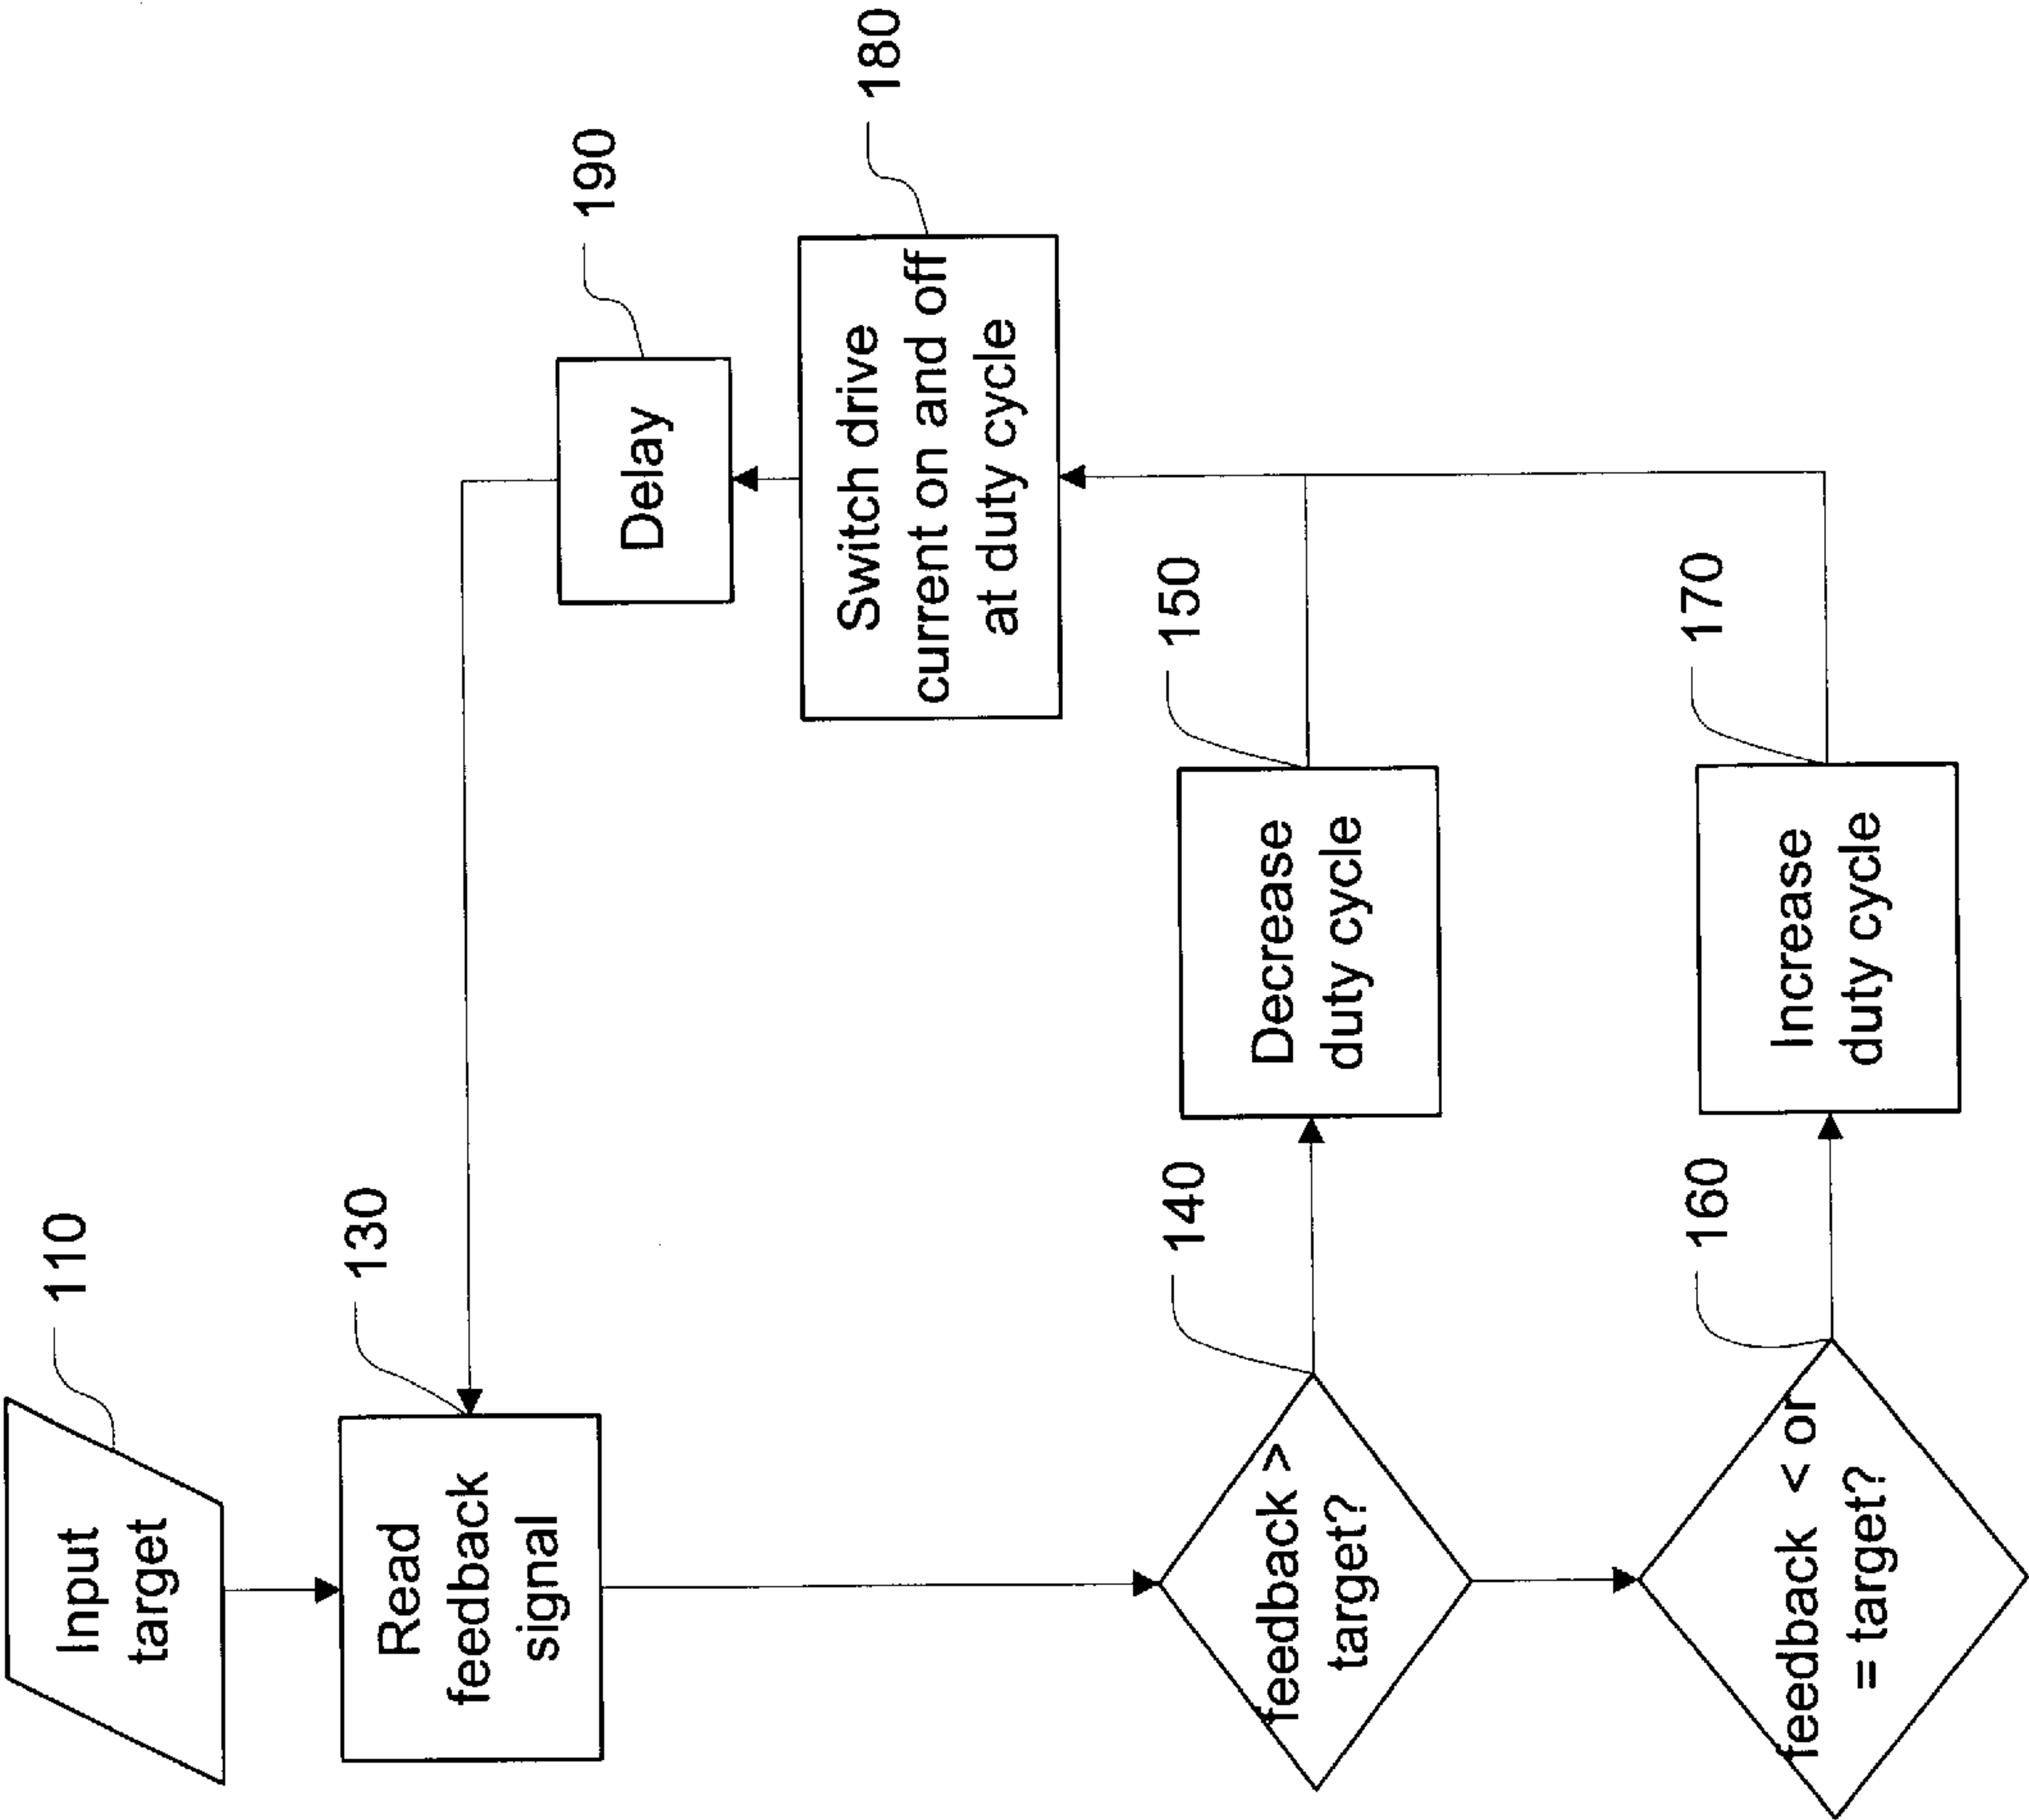 Input
target
110
Read
feedback
signal
130
feedback >
target?
140
Decrease
duty cycle
150
feedback < or
= target?
160
Increase
duty cycle
170
Switch drive
current on and off
at duty cycle
180
Delay
190